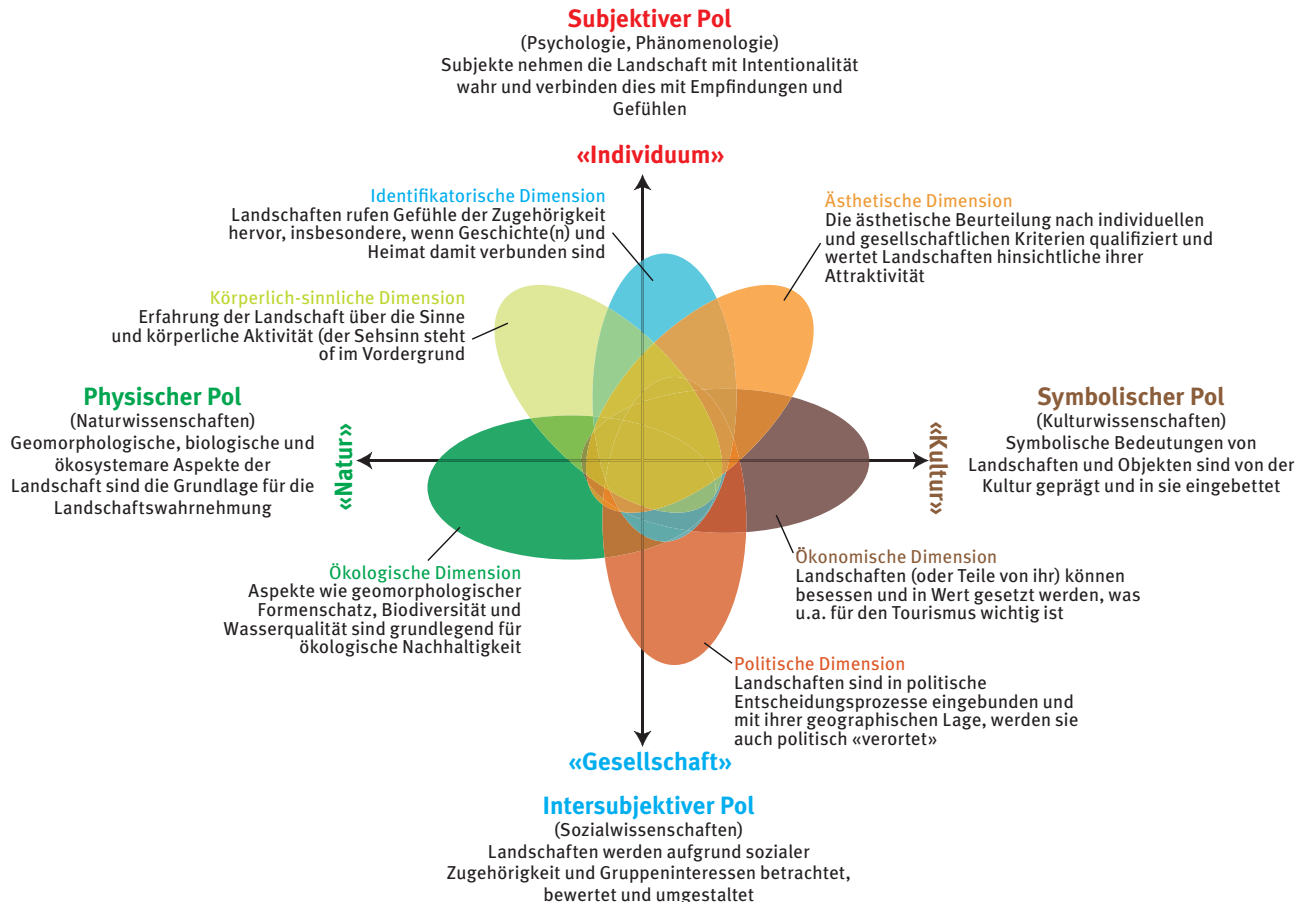 Subjektiver Pol
(Psychologie, Phänomenologie)
Subjekte nehmen die Landschaft mit Intentionalität
wahr und verbinden dies mit Empfindungen und
Gefühlen
«Individuum»
Identifikatorische Dimension
Landschaften rufen Gefühle der Zugehörigkeit
hervor, insbesondere, wenn Geschichte(n) und
Heimat damit verbunden sind
Ästhetische Dimension
Die ästhetische Beurteilung nach individuellen
und gesellschaftlichen Kriterien qualifiziert und
wertet Landschaften hinsichtliche ihrer
Attraktivität
Körperlich-sinnliche Dimension
Erfahrung der Landschaft über die Sinne
und körperliche Aktivität (der Sehsinn steht
of im Vordergrund
Physischer Pol
(Naturwissenschaften)
Geomorphologische, biologische und
ökosystemare Aspekte der
Landschaft sind die Grundlage für die
Landschaftswahrnehmung
«Natur»
«Kultur»
Symbolischer Pol
(Kulturwissenschaften)
Symbolische Bedeutungen von
Landschaften und Objekten sind von der
Kultur geprägt und in sie eingebettet
Ökologische Dimension
Aspekte wie geomorphologischer
Formenschatz, Biodiversität und
Wasserqualität sind grundlegend für
ökologische Nachhaltigkeit
Ökonomische Dimension
Landschaften (oder Teile von ihr) können
besessen und in Wert gesetzt werden, was
u.a. für den Tourismus wichtig ist
Politische Dimension
Landschaften sind in politische
Entscheidungsprozesse eingebunden und
mit ihrer geographischen Lage, werden sie
auch politisch «verortet»
«Gesellschaft»
Intersubjektiver Pol
(Sozialwissenschaften)
Landschaften werden aufgrund sozialer
Zugehörigkeit und Gruppeninteressen betrachtet,
bewertet und umgestaltet